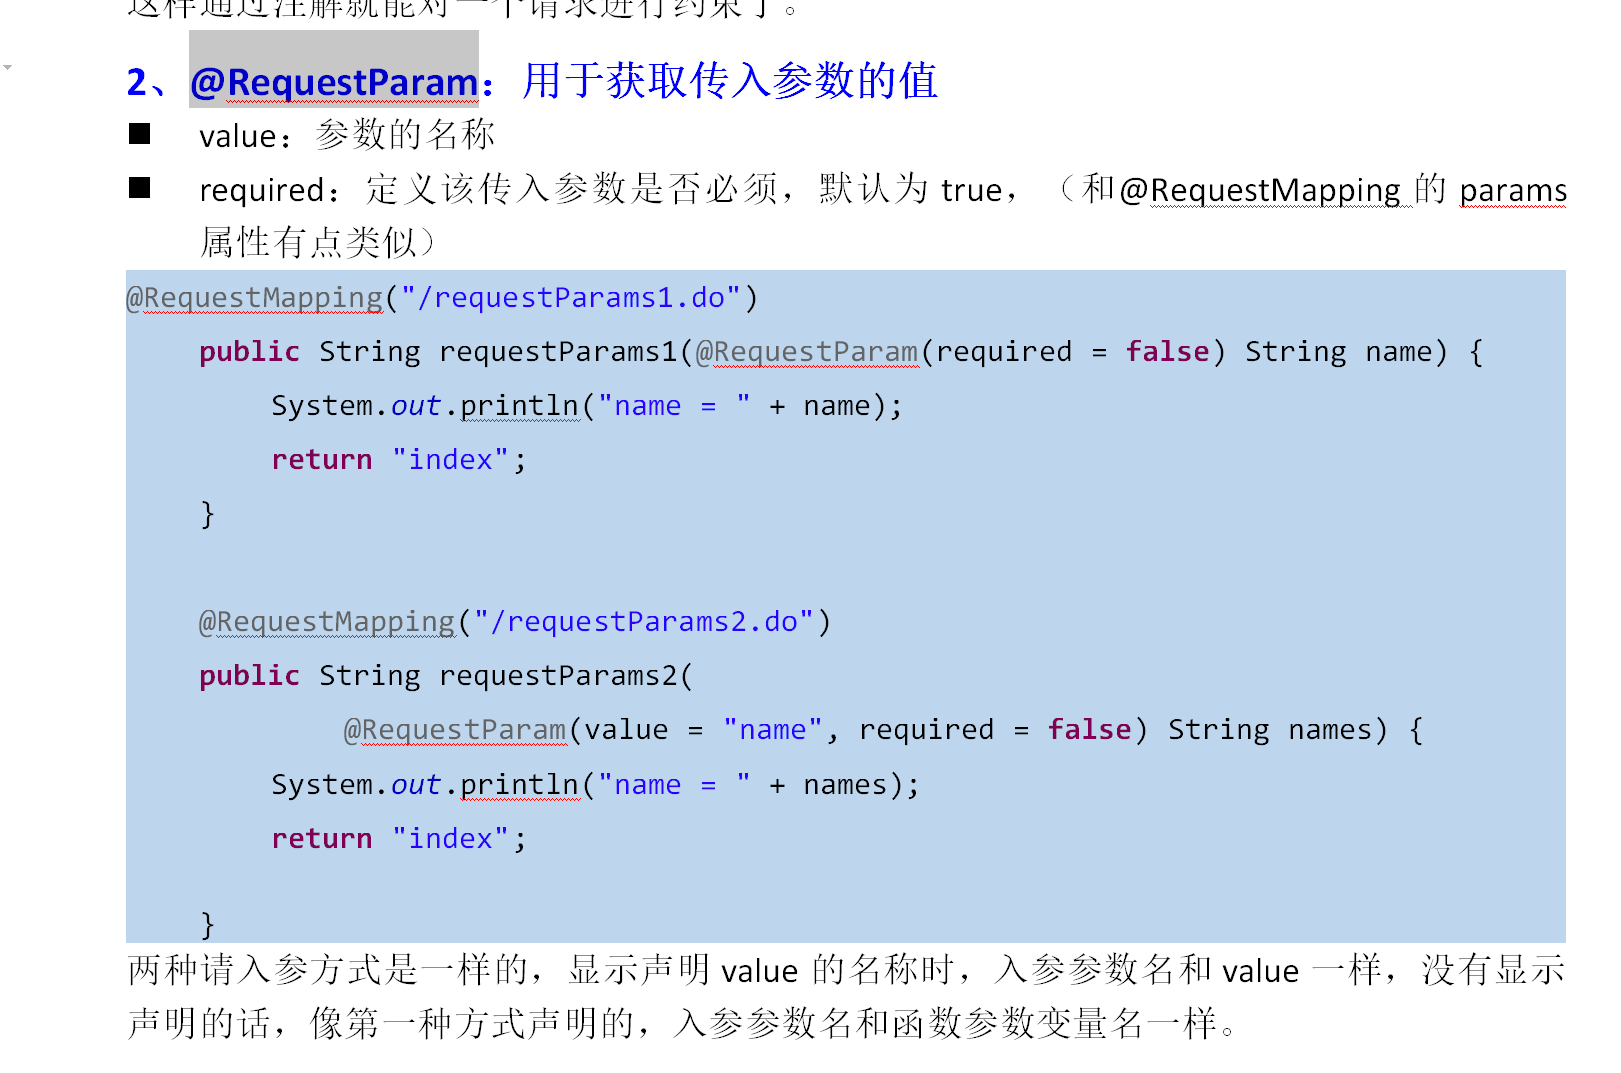 这样通过注解就能对一个请求进行约束了。
2、@RequestParam：用于获取传入参数的值
■ value：参数的名称
■ required：定义该传入参数是否必须，默认为 true，（和@RequestMapping 的 params
属性有点类似）
@RequestMapping("/requestParams1.do")
public String requestParams1(@RequestParam(required = false) String name) {
System.out.println("name = " + name);
return "index";
}
@RequestMapping("/requestParams2.do")
public String requestParams2(
@RequestParam(value = "name", required = false) String names) {
System.out.println("name = " + names);
return "index";
}
两种请入参方式是一样的，显示声明 value 的名称时，入参参数名和 value 一样，没有显示
声明的话，像第一种方式声明的，入参参数名和函数参数变量名一样。